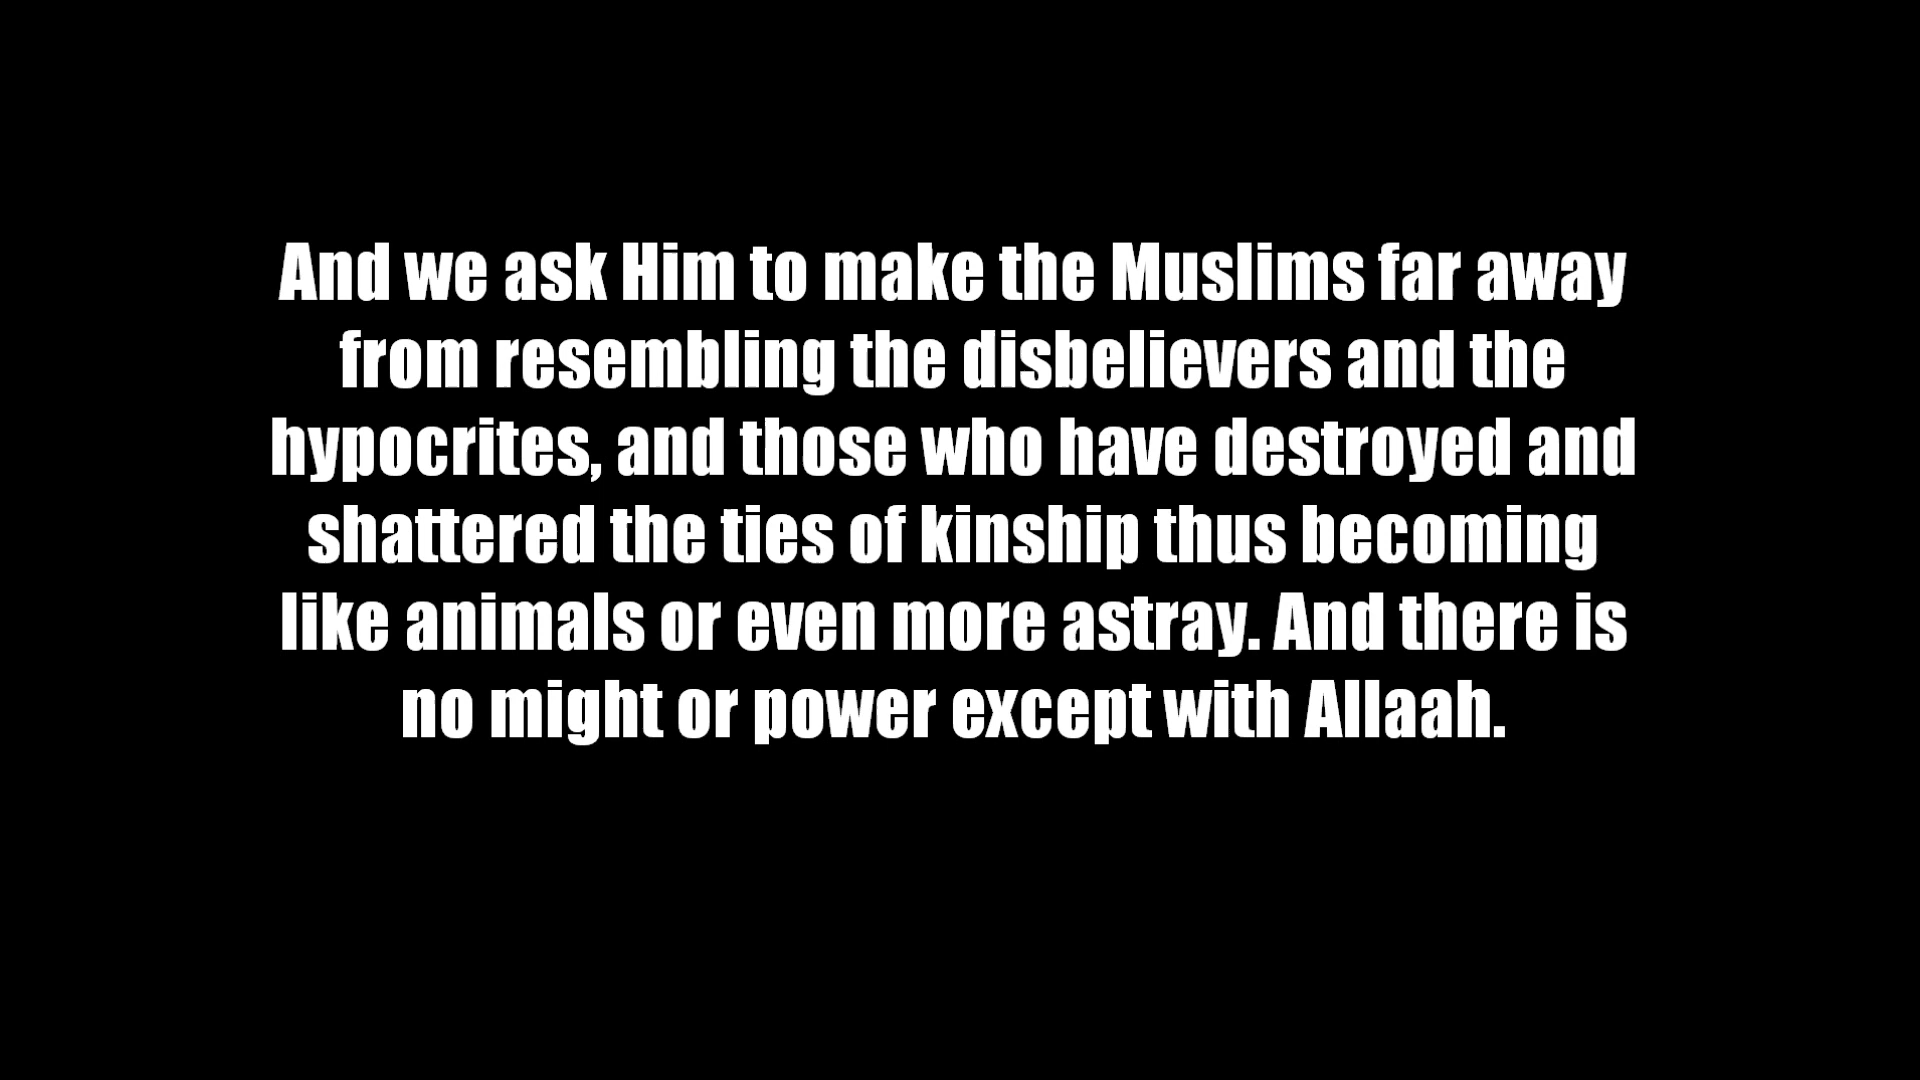 And we ask Him to make the Muslims far away
from resembling the disbelievers and the
hypocrites, and those who have destroyed and
shattered the ties of kinship thus becoming
like animals or even more astray. And there is
no might or power except with Allaah.